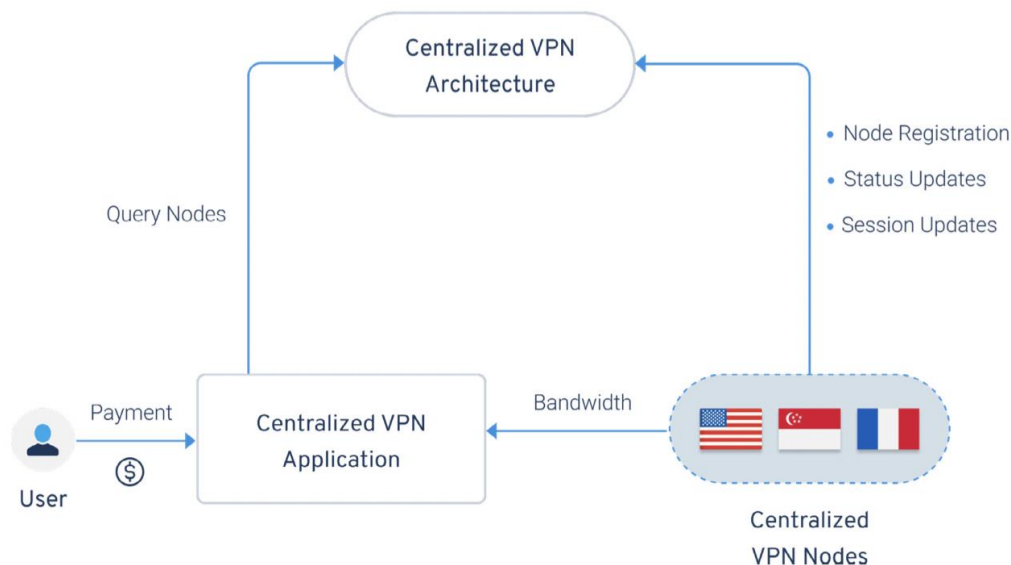 Centralized VPN
Architecture
• Node Registration
• Status Updates
• Session Updates
Query Nodes
Payment
$
User
Centralized VPN
Application
Bandwidth
Centralized
VPN Nodes